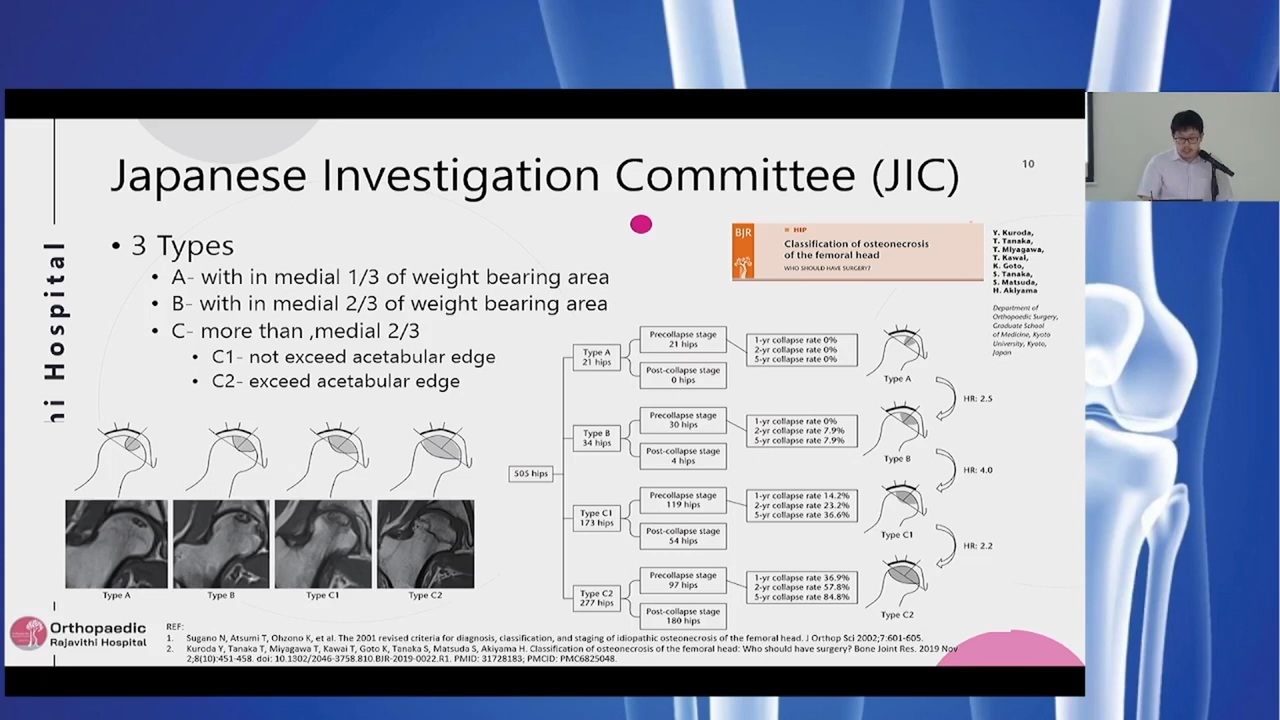 Japanese Investigation Committee (JIC)
10
• 3 Types
• A- with in medial 1/3 of weight bearing area
• B- with in medial 2/3 of weight bearing area
• C- more than ,medial 2/3
• C1- not exceed acetabular edge
• C2- exceed acetabular edge
BJR
HIP
Classification of osteonecrosis
of the femoral head
WHO SHOULD HAVE SURGERY?
Y. Kuroda,
T. Tanaka,
T. Miyagawa,
T. Kawai,
K. Goto,
S. Tanaka,
S. Matsuda,
H. Akiyama
Department of
Orthopaedic Surgery,
Graduate School
of Medicine, Kyoto
University, Kyoto,
Japan
hi Hospital
505 hips
Type A
21 hips
Precollapse stage
21 hips
Post-collapse stage
0 hips
1-yr collapse rate 0%
2-yr collapse rate 0%
5-yr collapse rate 0%
Type A
HR: 2.5
Type B
34 hips
Precollapse stage
30 hips
Post-collapse stage
4 hips
1-yr collapse rate 0%
2-yr collapse rate 7.9%
5-yr collapse rate 7.9%
Type B
HR: 4.0
Type C1
173 hips
Precollapse stage
119 hips
Post-collapse stage
54 hips
1-yr collapse rate 14.2%
2-yr collapse rate 23.2%
5-yr collapse rate 36.6%
Type C1
HR: 2.2
Type C2
277 hips
Precollapse stage
97 hips
Post-collapse stage
180 hips
1-yr collapse rate 36.9%
2-yr collapse rate 57.8%
5-yr collapse rate 84.8%
Type C2
Type A
Type B
Type C1
Type C2
Orthopaedic
Rajavithi Hospital
REF:
1. Sugano N, Atsumi T, Ohzono K, et al. The 2001 revised criteria for diagnosis, classification, and staging of idiopathic osteonecrosis of the femoral head. J Orthop Sci 2002;7:601-605.
2. Kuroda Y, Tanaka T, Miyagawa T, Kawai T, Goto K, Tanaka S, Matsuda S, Akiyama H. Classification of osteonecrosis of the femoral head: Who should have surgery? Bone Joint Res. 2019 Nov
2;8(10):451-458. doi: 10.1302/2046-3758.810.BJR-2019-0022.R1. PMID: 31728183; PMCID: PMC6825048.